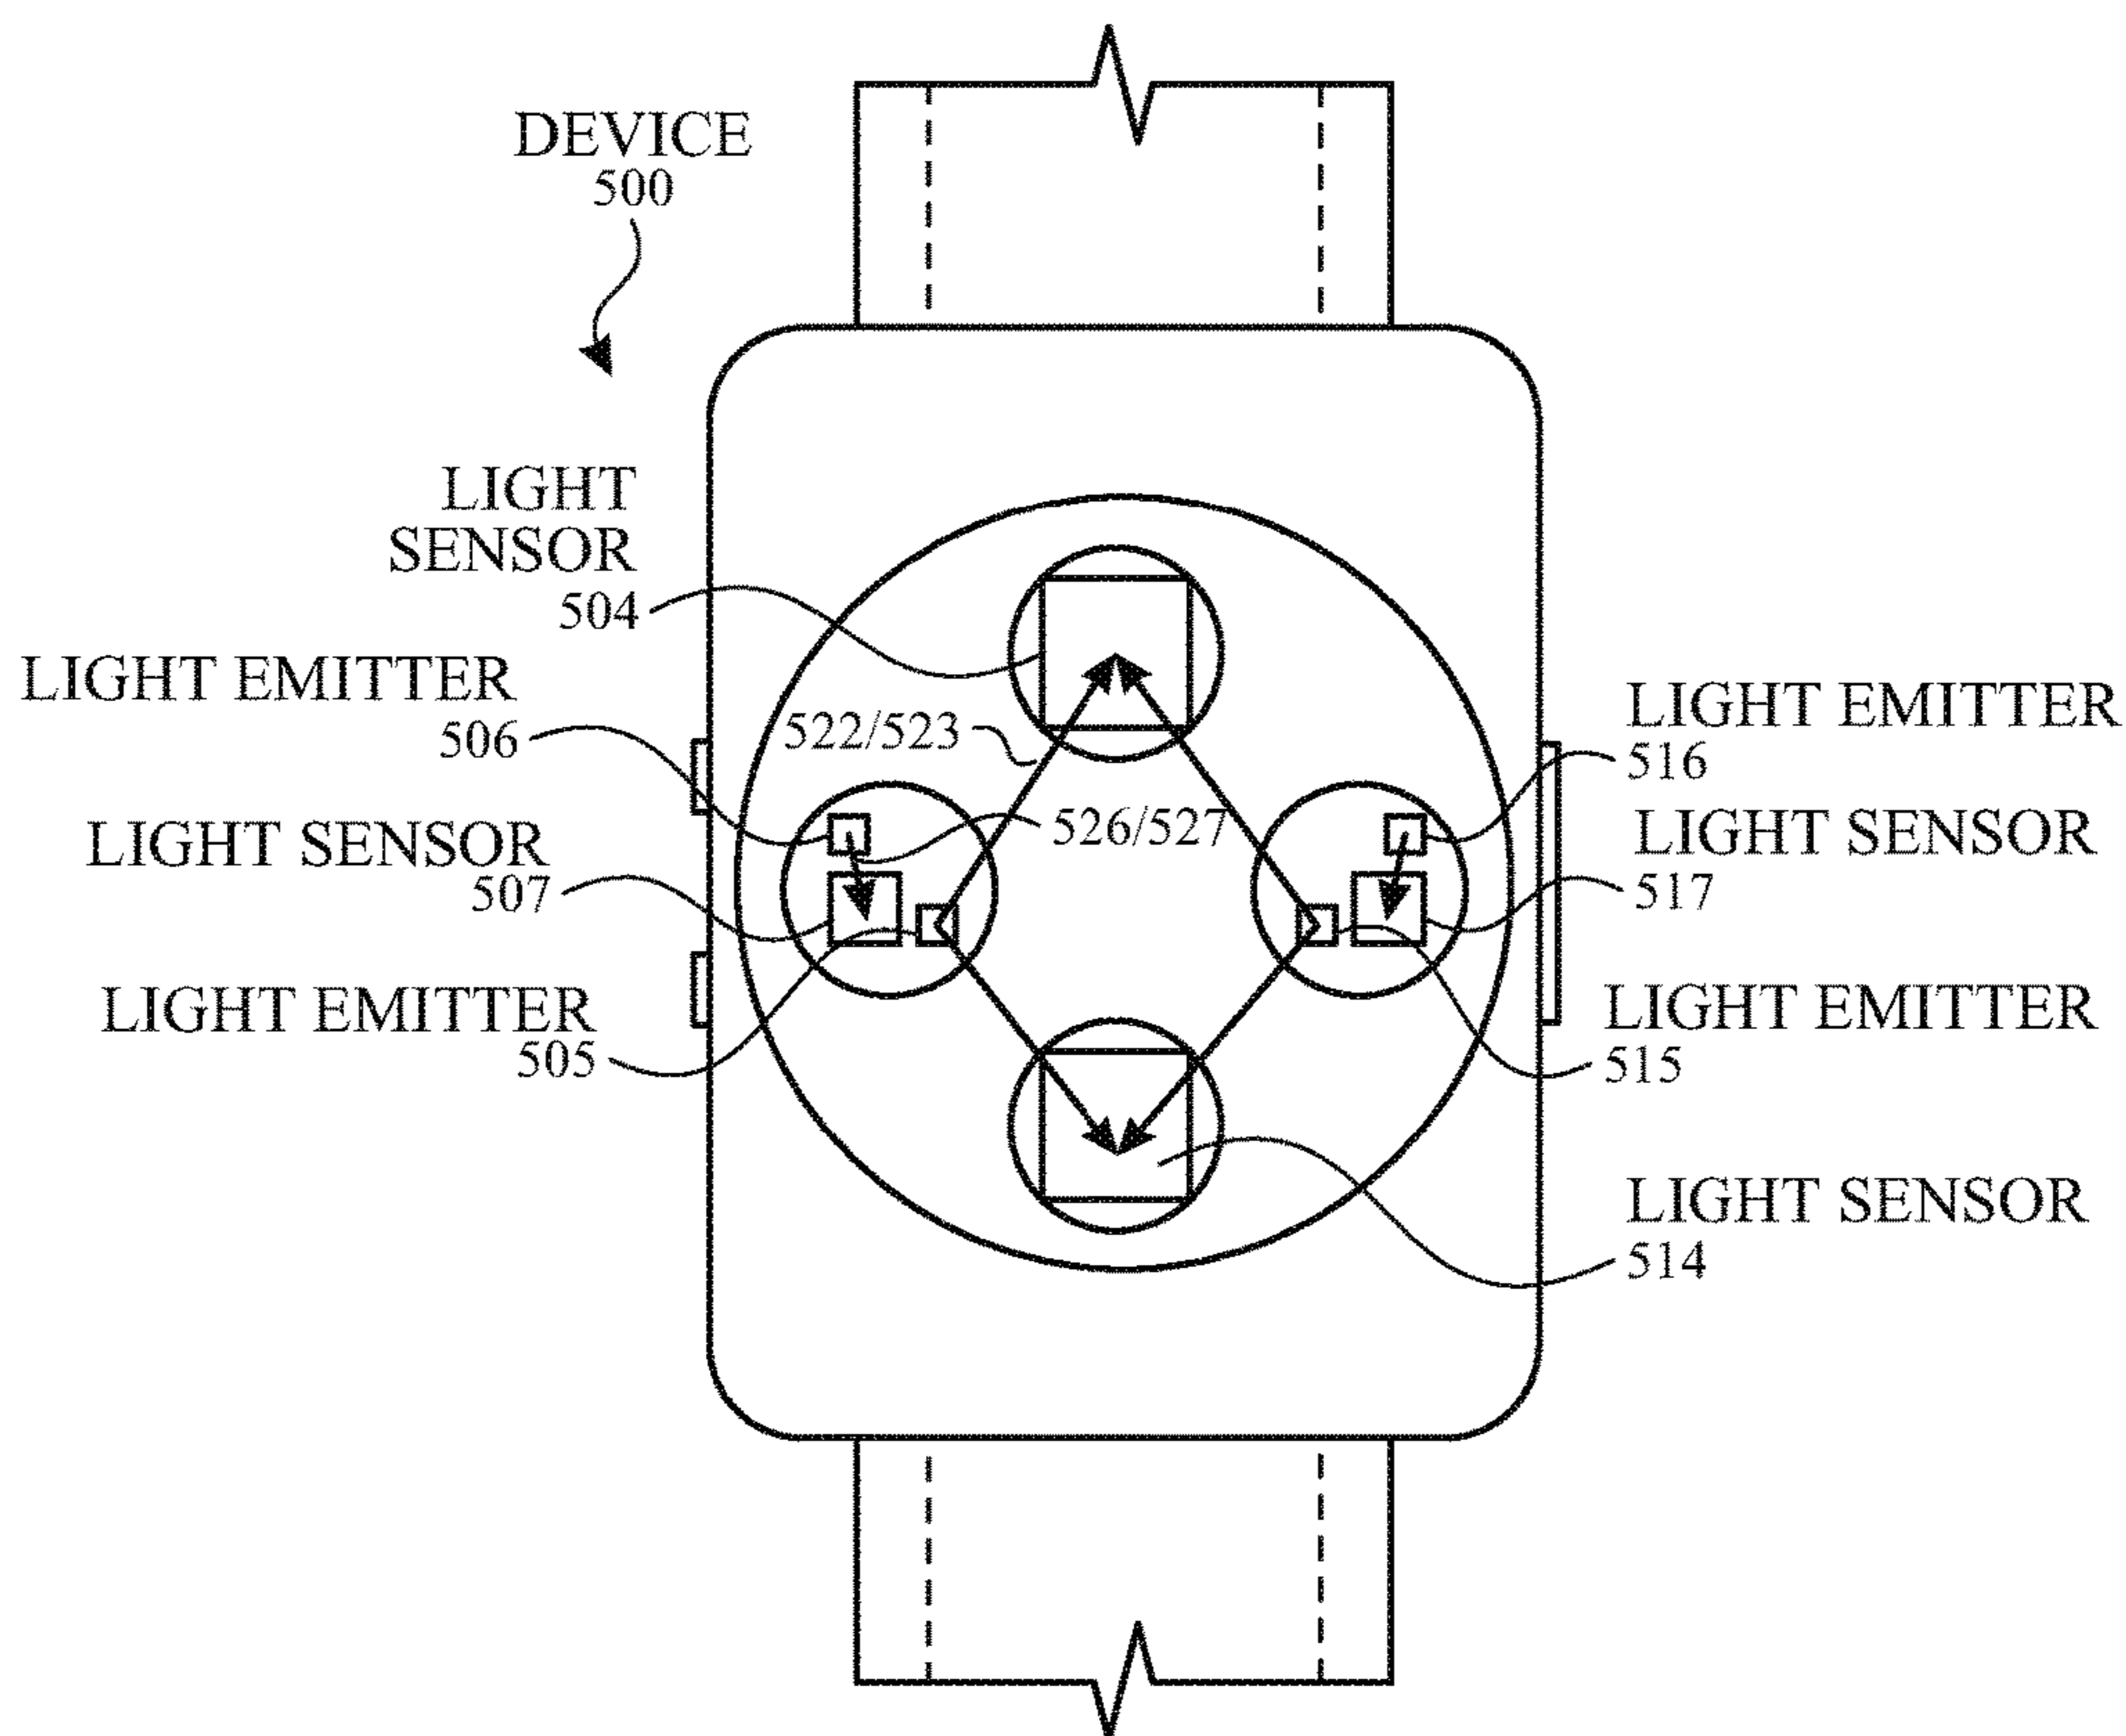 DEVICE
500
LIGHT
SENSOR
504
LIGHT EMITTER
506
522/523
LIGHT EMITTER
516
526/527
LIGHT SENSOR
507
LIGHT SENSOR
517
LIGHT EMITTER
505
LIGHT EMITTER
515
LIGHT SENSOR
514